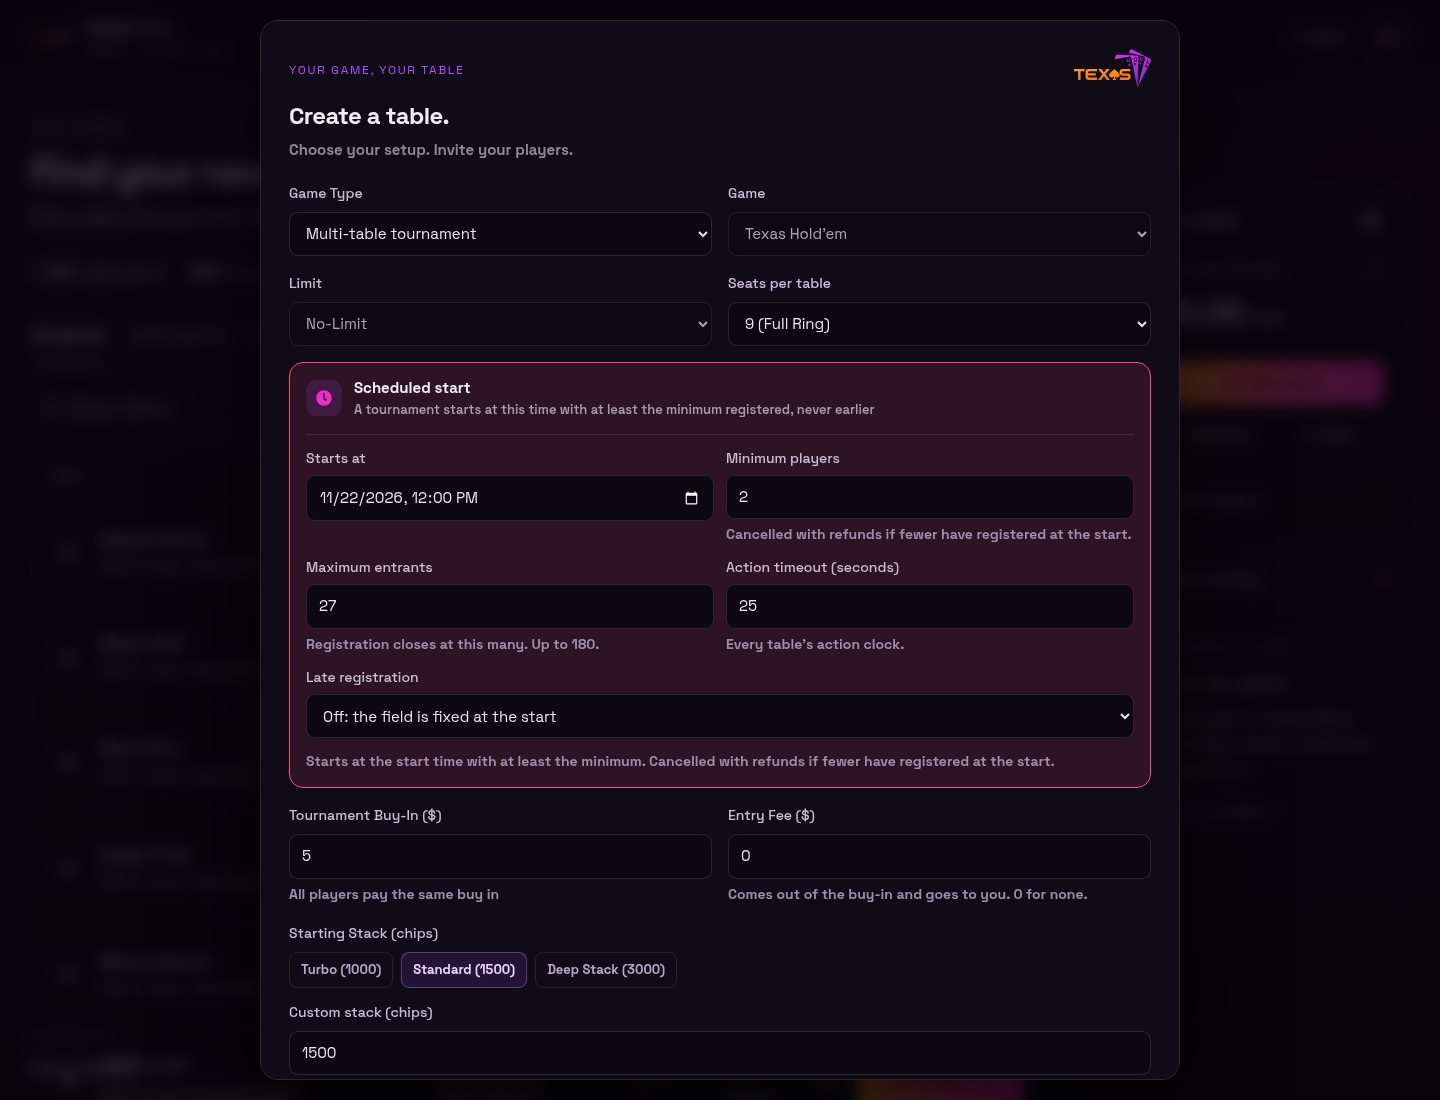 YOUR GAME, YOUR TABLE
TEXAS
Create a table.
Choose your setup. Invite your players.
Game Type
Game
Multi-table tournament
Texas Hold'em
Limit
Seats per table
No-Limit
9 (Full Ring)
Scheduled start
A tournament starts at this time with at least the minimum registered, never earlier
Starts at
Minimum players
11/22/2026, 12:00 PM
2
Cancelled with refunds if fewer have registered at the start.
Maximum entrants
Action timeout (seconds)
27
25
Registration closes at this many. Up to 180.
Every table's action clock.
Late registration
Off: the field is fixed at the start
Starts at the start time with at least the minimum. Cancelled with refunds if fewer have registered at the start.
Tournament Buy-In ($)
Entry Fee ($)
5
0
All players pay the same buy in
Comes out of the buy-in and goes to you. 0 for none.
Starting Stack (chips)
Turbo (1000)
Standard (1500)
Deep Stack (3000)
Custom stack (chips)
1500